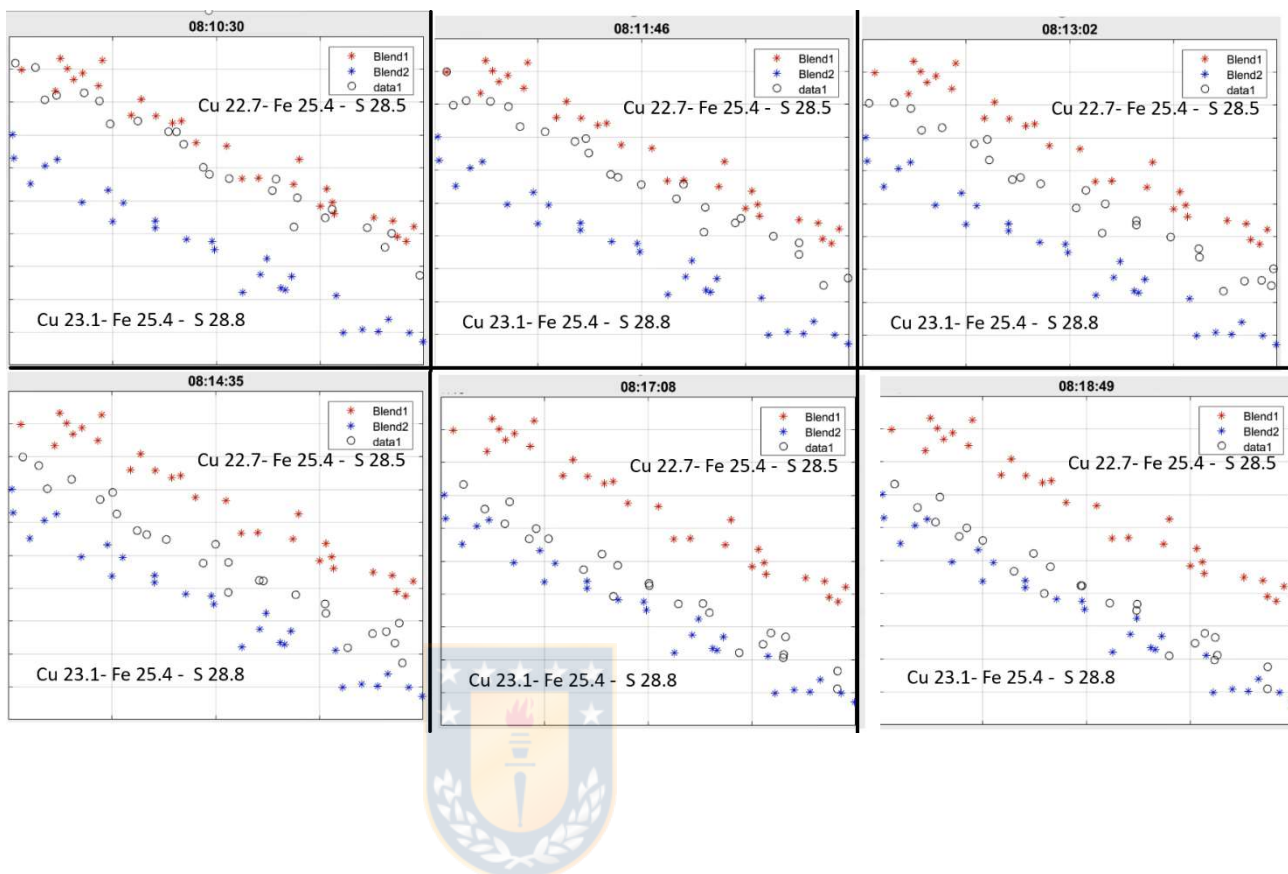 08:10:30
Blend1
Blend2
data1
Cu 22.7- Fe 25.4 - S 28.5
Cu 23.1- Fe 25.4 - S 28.8
08:11:46
Blend1
Blend2
data1
Cu 22.7- Fe 25.4 - S 28.5
Cu 23.1- Fe 25.4 - S 28.8
08:13:02
Blend1
Blend2
data1
Cu 22.7- Fe 25.4 - S 28.5
Cu 23.1- Fe 25.4 - S 28.8
08:14:35
Blend1
Blend2
data1
Cu 22.7- Fe 25.4 - S 28.5
Cu 23.1- Fe 25.4 - S 28.8
08:17:08
Blend1
Blend2
data1
Cu 22.7- Fe 25.4 - S 28.5
Cu 23.1- Fe 25.4 - S 28.8
08:18:49
Blend1
Blend2
data1
Cu 22.7- Fe 25.4 - S 28.5
Cu 23.1- Fe 25.4 - S 28.8